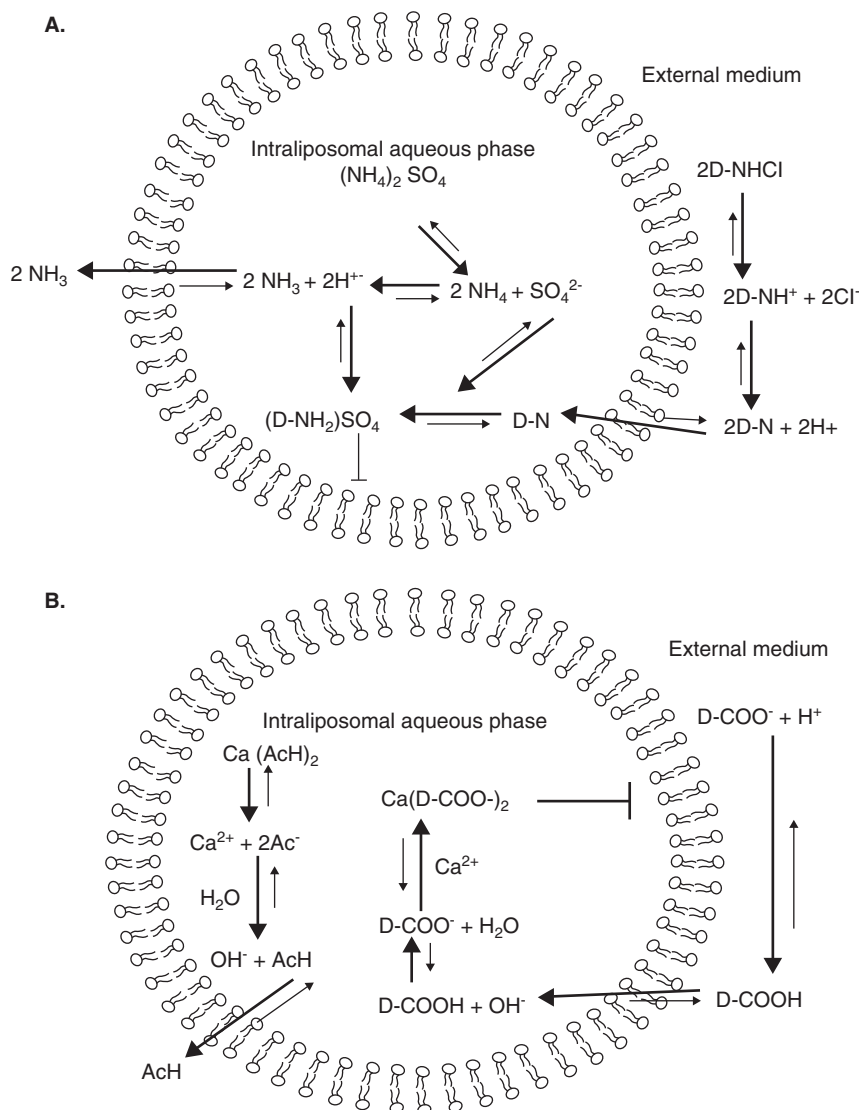 A.
External medium
Intraliposomal aqueous phase
(NH₄)₂ SO₄
2D-NHCl
2 NH₃
2 NH₃ + 2H⁺⁻
2 NH₄ + SO₄²⁻
2D-NH⁺ + 2Cl⁻
(D-NH₂)SO₄
D-N
2D-N + 2H+
B.
External medium
Intraliposomal aqueous phase
D-COO⁻ + H⁺
Ca (AcH)₂
Ca(D-COO-)₂
Ca²⁺ + 2Ac⁻
Ca²⁺
H₂O
D-COO⁻ + H₂O
OH⁻ + AcH
D-COOH + OH⁻
D-COOH
AcH